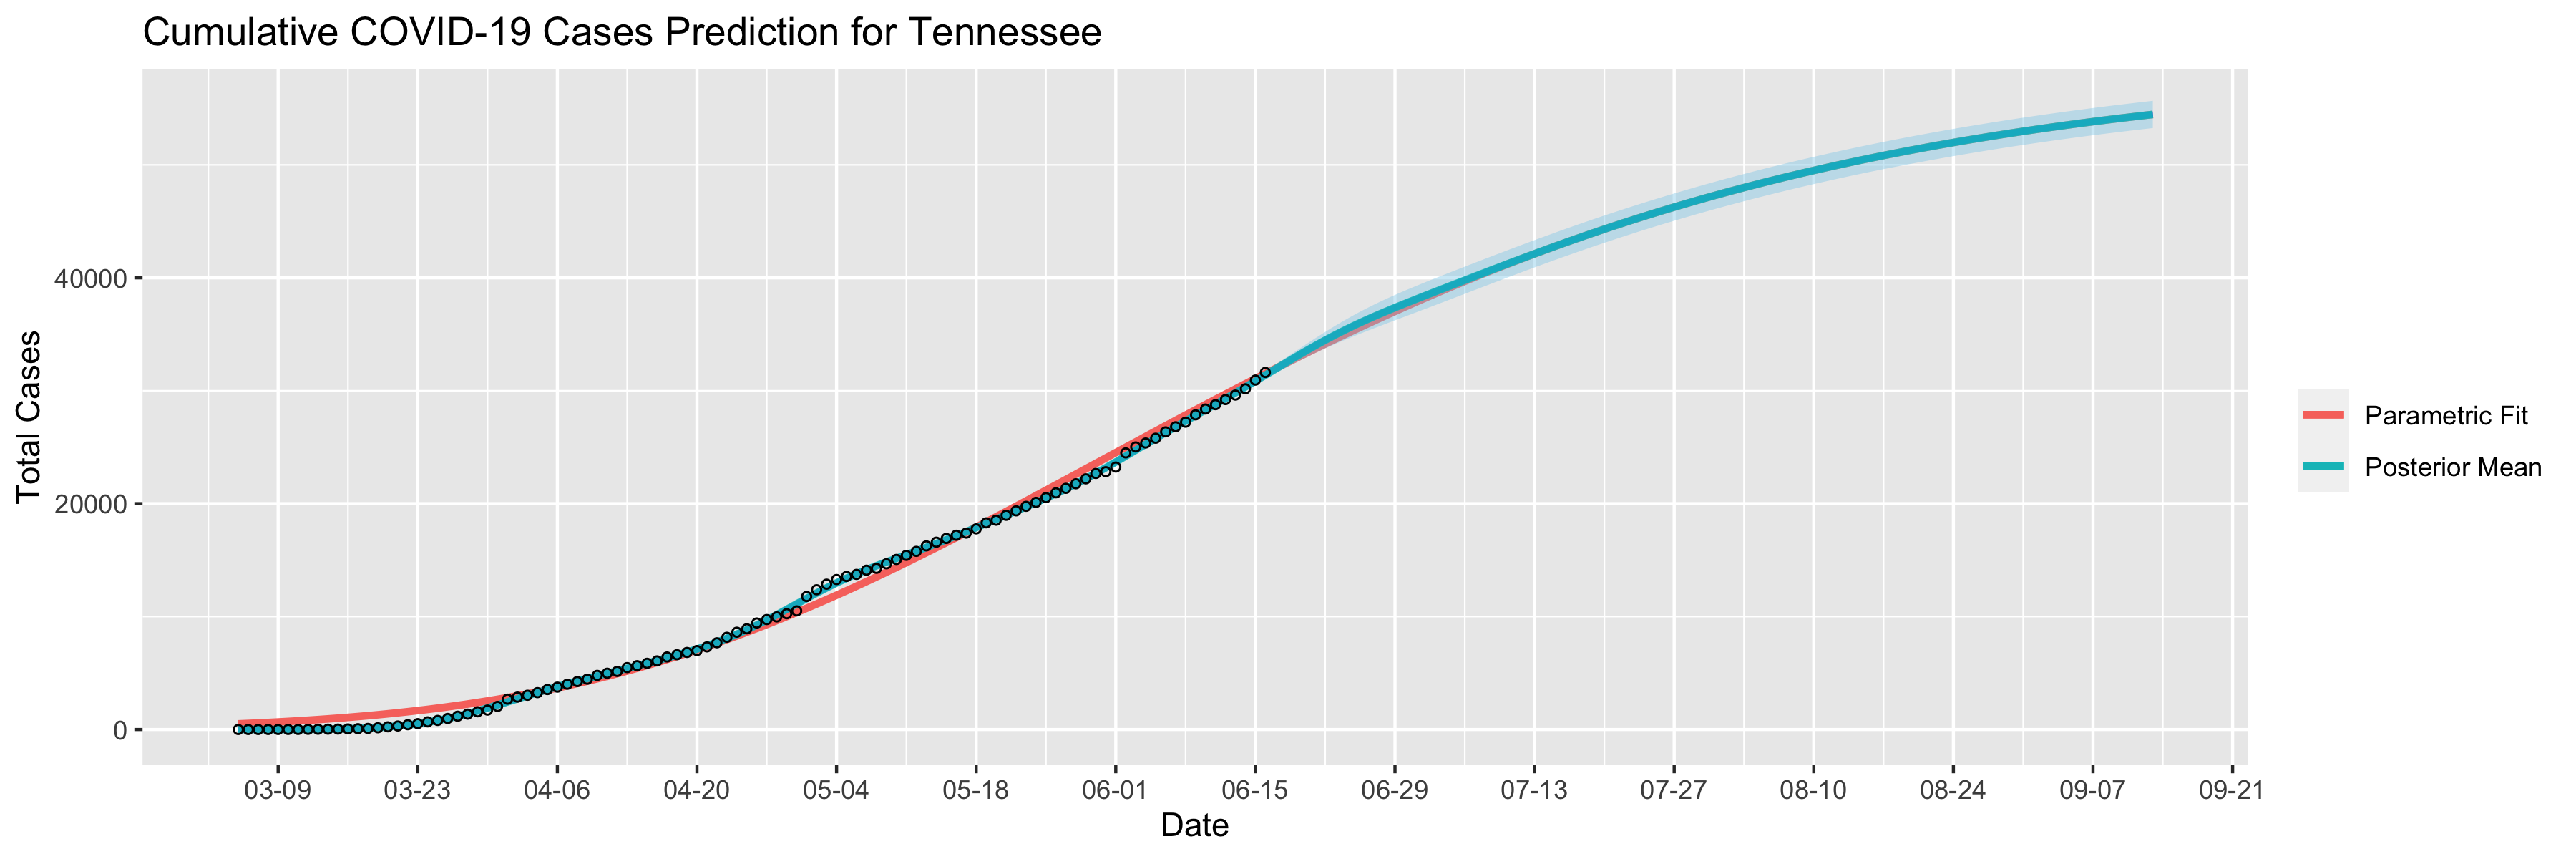 Cumulative COVID-19 Cases Prediction for Tennessee
Total Cases
40000
20000
0
03-09 03-23 04-06 04-20 05-04 05-18 06-01 06-15 06-29 07-13 07-27 08-10 08-24 09-07 09-21
Date
Parametric Fit
Posterior Mean